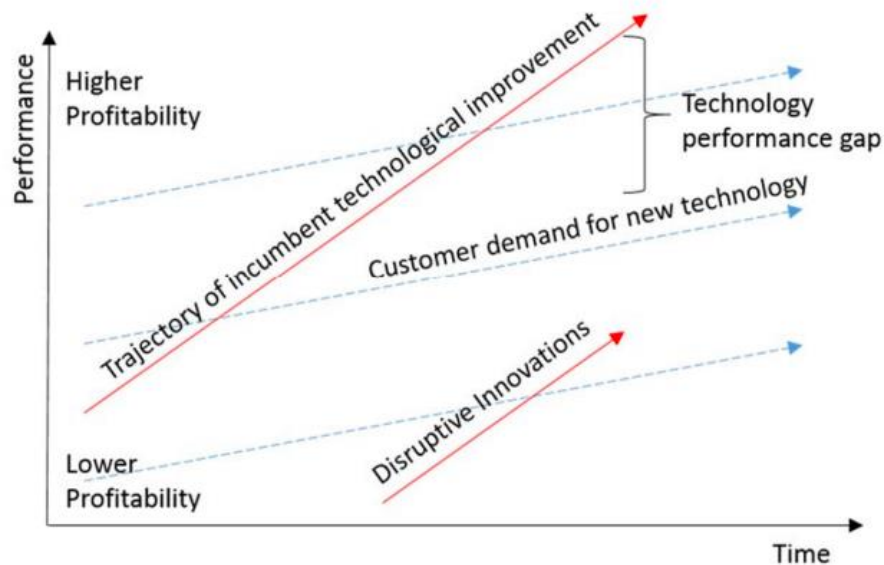 Performance
Higher
Profitability
Trajectory of incumbent technological improvement
Technology
performance gap
Customer demand for new technology
Disruptive Innovations
Lower
Profitability
Time